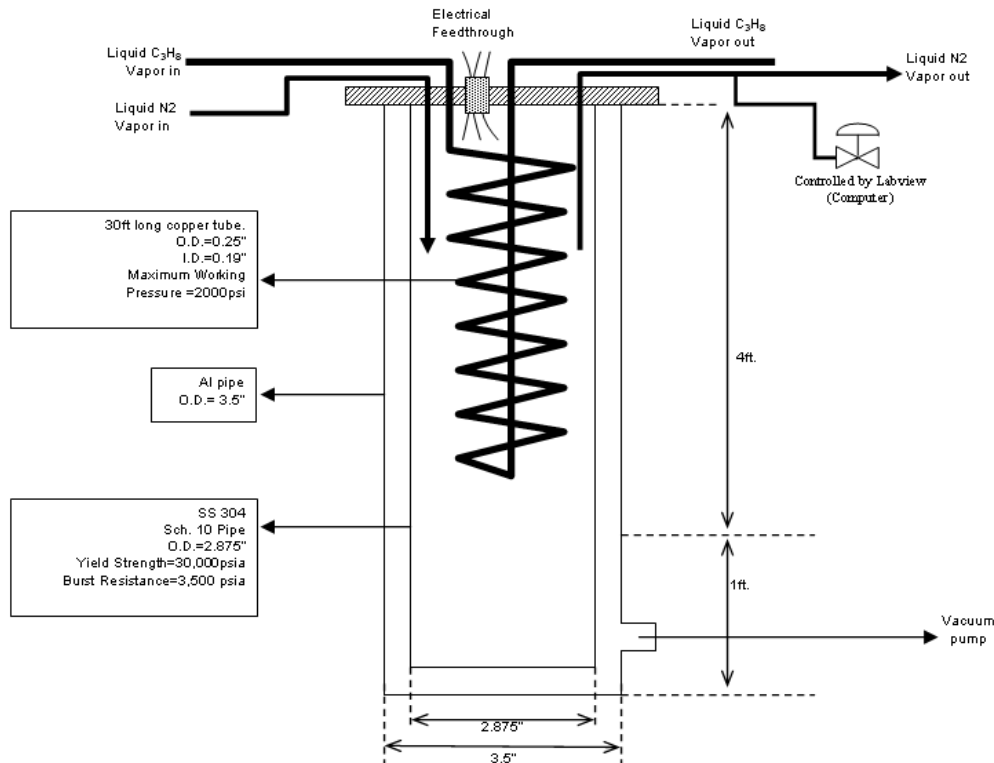 Electrical
Feedthrough
Liquid C₃H₈
Vapor in
Liquid N2
Vapor in
Liquid C₃H₈
Vapor out
Liquid N2
Vapor out
Controlled by Labview
(Computer)
30ft long copper tube.
O.D.=0.25"
I.D.=0.19"
Maximum Working
Pressure =2000psi
Al pipe
O.D.= 3.5"
SS 304
Sch. 10 Pipe
O.D.=2.875"
Yield Strength=30,000psia
Burst Resistance=3,500 psia
4ft.
1ft.
Vacuum
pump
2.875"
3.5"